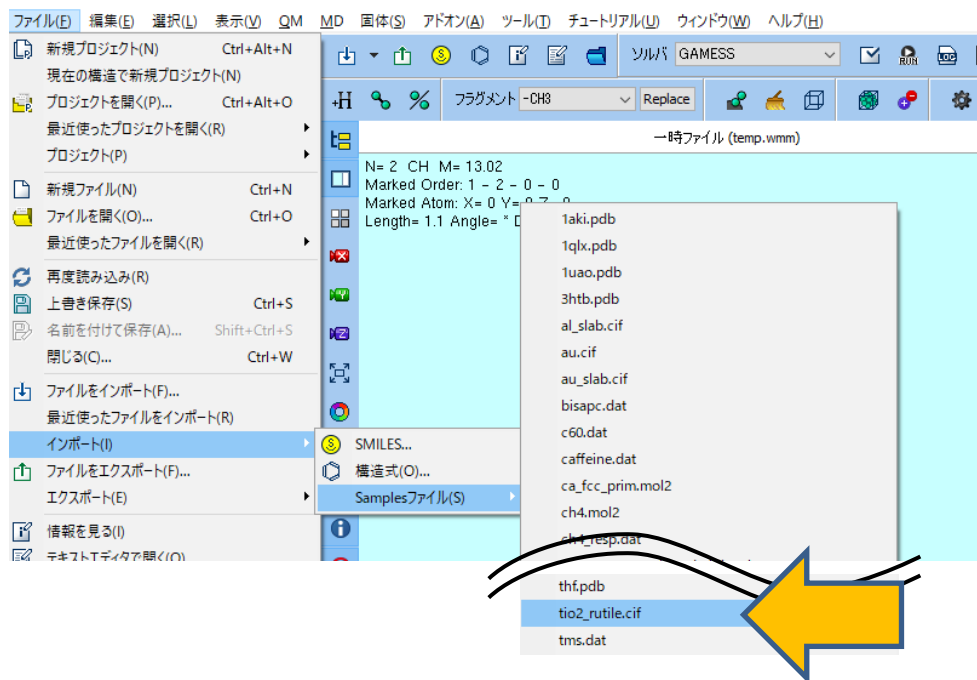 ファイル(F) 編集(E) 選択(L) 表示(V) QM MD 固体(S) アドオン(A) ツール(T) チュートリアル(U) ウィンドウ(W) ヘルプ(H)
新規プロジェクト(N) Ctrl+Alt+N
現在の構造で新規プロジェクト(N)
プロジェクトを開く(P)... Ctrl+Alt+O
最近使ったプロジェクトを開く(R)
プロジェクト(P)
新規ファイル(N) Ctrl+N
ファイルを開く(O)... Ctrl+O
最近使ったファイルを開く(R)
再度読み込み(R)
上書き保存(S) Ctrl+S
名前を付けて保存(A)... Shift+Ctrl+S
閉じる(C)... Ctrl+W
ファイルをインポート(F)...
最近使ったファイルをインポート(R)
インポート(I)
ファイルをエクスポート(F)...
エクスポート(E)
情報を見る(I)
テキストエディタで開く(O)
ソルバ GAMESS
RUN
LOG
+H
フラグメント -CH3 Replace
一時ファイル (temp.wmm)
N= 2 CH M= 13.02
Marked Order: 1 - 2 - 0 - 0
Marked Atom: X= 0 Y= 0 Z= 0
Length= 1.1 Angle= * D
X
Y
Z
S SMILES...
構造式(O)...
Samplesファイル(S)
1aki.pdb
1qlx.pdb
1uao.pdb
3htb.pdb
al_slab.cif
au.cif
au_slab.cif
bisapc.dat
c60.dat
caffeine.dat
ca_fcc_prim.mol2
ch4.mol2
ch4_resp.dat
thf.pdb
tio2_rutile.cif
tms.dat